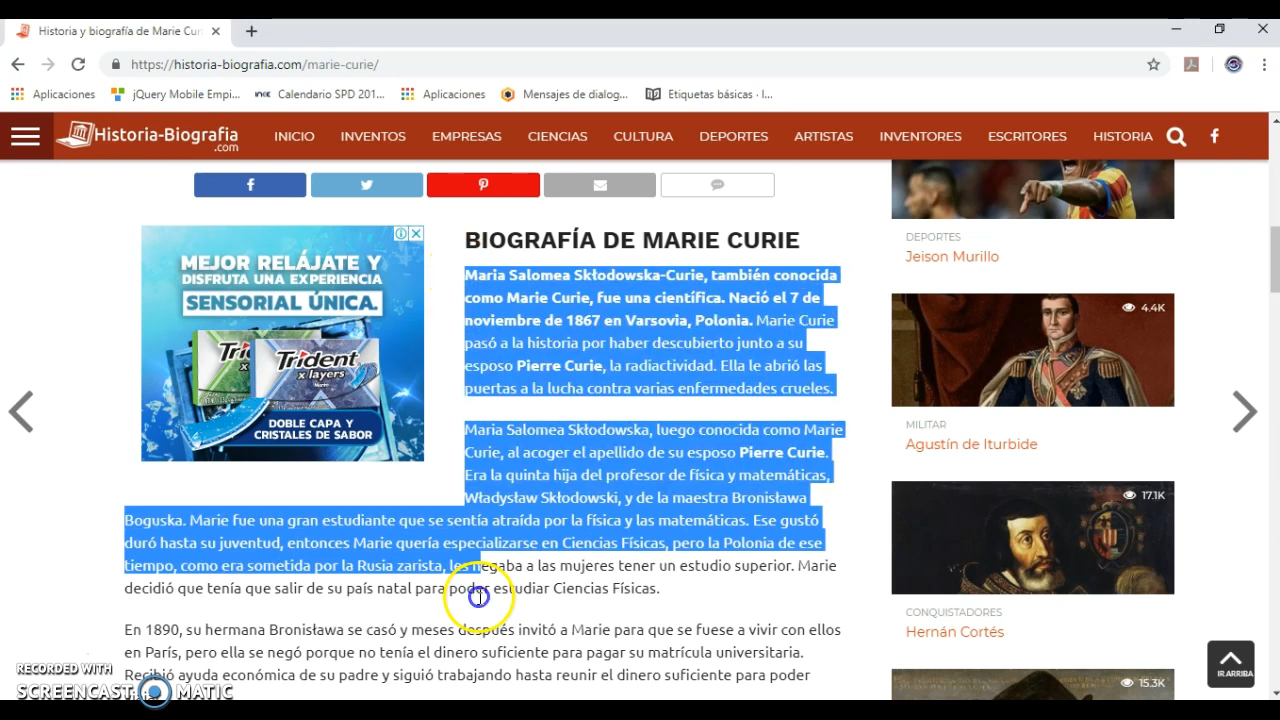 Historia y biografía de Marie Cur
https://historia-biografia.com/marie-curie/
Aplicaciones jQuery Mobile Empi... Calendario SPD 201... Aplicaciones Mensajes de dialog... Etiquetas básicas · l...
Historia-Biografia
.com
INICIO INVENTOS EMPRESAS CIENCIAS CULTURA DEPORTES ARTISTAS INVENTORES ESCRITORES HISTORIA
MEJOR RELÁJATE Y
DISFRUTA UNA EXPERIENCIA
SENSORIAL ÚNICA.
Trident
x layers
DOBLE CAPA Y
CRISTALES DE SABOR
BIOGRAFÍA DE MARIE CURIE
Maria Salomea Skłodowska-Curie, también conocida
como Marie Curie, fue una científica. Nació el 7 de
noviembre de 1867 en Varsovia, Polonia. Marie Curie
pasó a la historia por haber descubierto junto a su
esposo Pierre Curie, la radiactividad. Ella le abrió las
puertas a la lucha contra varias enfermedades crueles.
Maria Salomea Skłodowska, luego conocida como Marie
Curie, al acoger el apellido de su esposo Pierre Curie.
Era la quinta hija del profesor de física y matemáticas,
Władysław Skłodowski, y de la maestra Bronisława
Boguska. Marie fue una gran estudiante que se sentía atraída por la física y las matemáticas. Ese gustó
duró hasta su juventud, entonces Marie quería especializarse en Ciencias Físicas, pero la Polonia de ese
tiempo, como era sometida por la Rusia zarista, les negaba a las mujeres tener un estudio superior. Marie
decidió que tenía que salir de su país natal para poder estudiar Ciencias Físicas.
En 1890, su hermana Bronisława se casó y meses después invitó a Marie para que se fuese a vivir con ellos
en París, pero ella se negó porque no tenía el dinero suficiente para pagar su matrícula universitaria.
Recibió ayuda económica de su padre y siguió trabajando hasta reunir el dinero suficiente para poder
DEPORTES
Jeison Murillo
4.4K
MILITAR
Agustín de Iturbide
17.1K
CONQUISTADORES
Hernán Cortés
15.3K
IR ARRIBA
RECORDED WITH
SCREENCAST MATIC